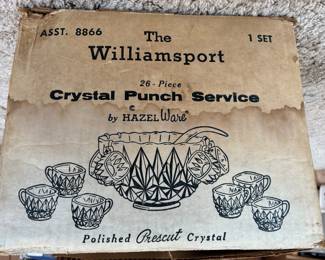 ASST. 8866
The
1 SET
Williamsport
26-Piece
Crystal Punch Service
by HAZEL Ware
Polished Prescut Crystal